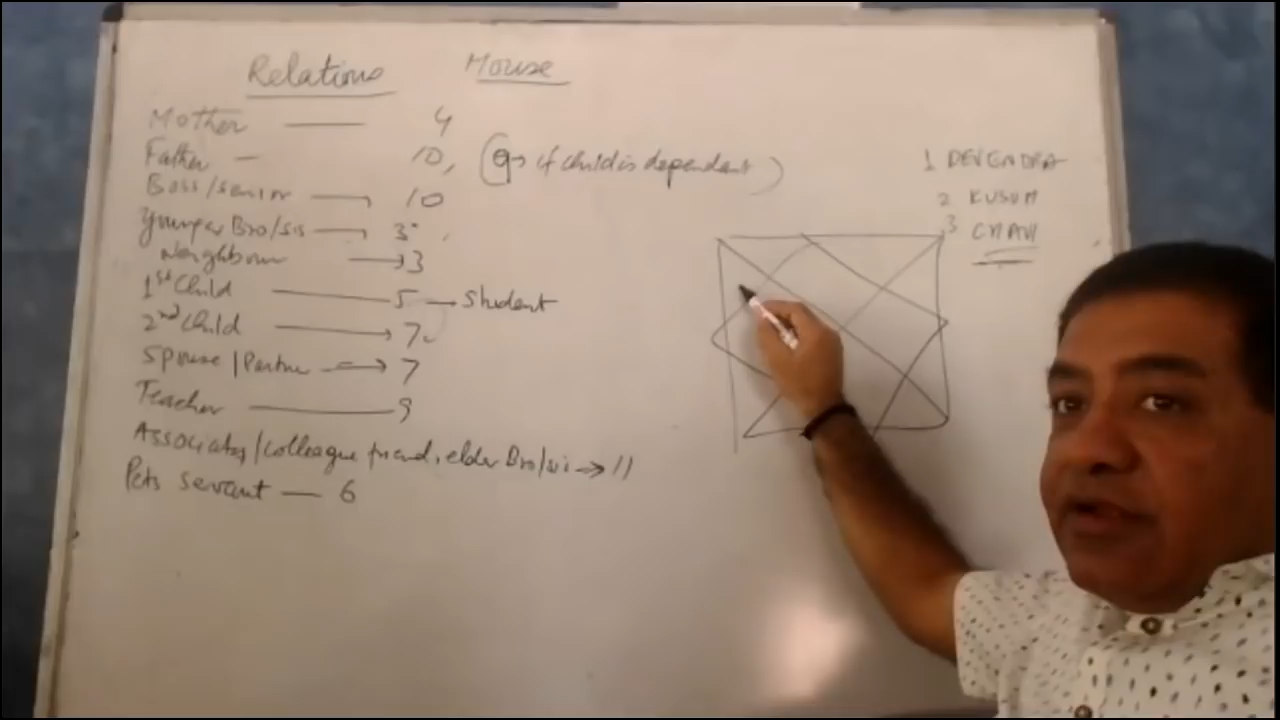 Relations House
Mother — 4
Father — 10, (9→ if child is dependent)
Boss/senior — 10
Younger Bro/sis — 3
Neighbour → 3
1st Child — 5 — Student
2nd Child → 7
Spouse/Partner → 7
Teacher — 9
Associates/Colleague friend, elder Bro/sis → 11
Pets servant — 6
1 DEVENDRA
2 KUSUM
3